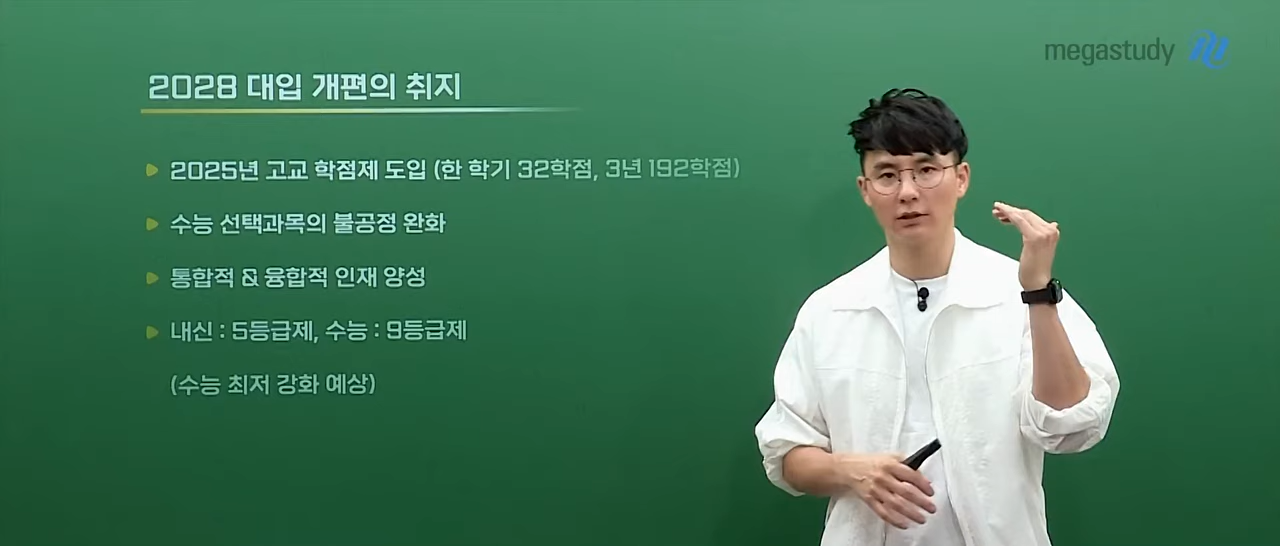 megastudy
2028 대입 개편의 취지
2025년 고교 학점제 도입 (한 학기 32학점, 3년 192학점)
수능 선택과목의 불공정 완화
통합적 & 융합적 인재 양성
내신 : 5등급제, 수능 : 9등급제
(수능 최저 강화 예상)